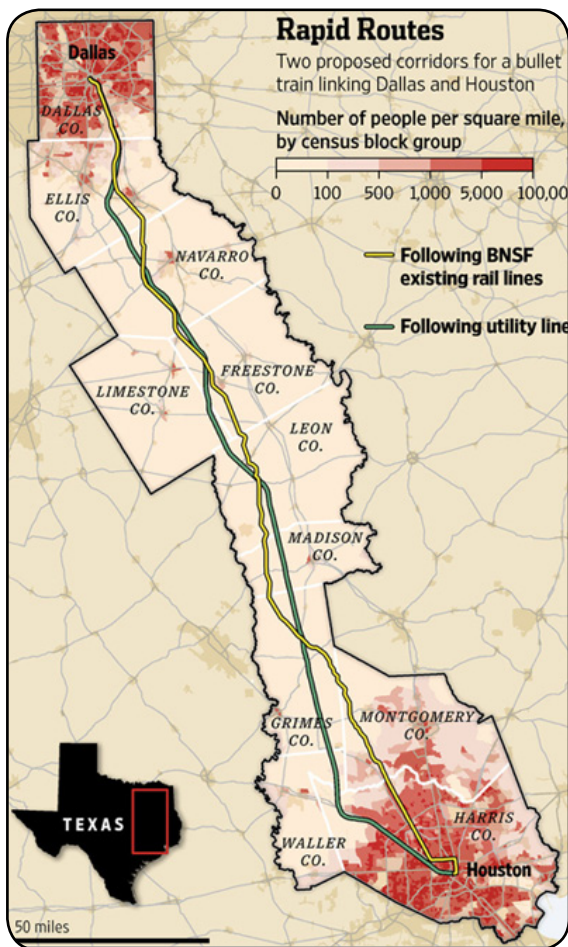 Rapid Routes
Two proposed corridors for a bullet
train linking Dallas and Houston
Number of people per square mile,
by census block group
0 100 500 1,000 5,000 100,00
Following BNSF
existing rail lines
Following utility line
Dallas
DALLAS
CO.
ELLIS
CO.
NAVARRO
CO.
FREESTONE
CO.
LIMESTONE
CO.
LEON
CO.
MADISON
CO.
GRIMES
CO.
MONTGOMERY
CO.
HARRIS
CO.
WALLER
CO.
Houston
TEXAS
50 miles